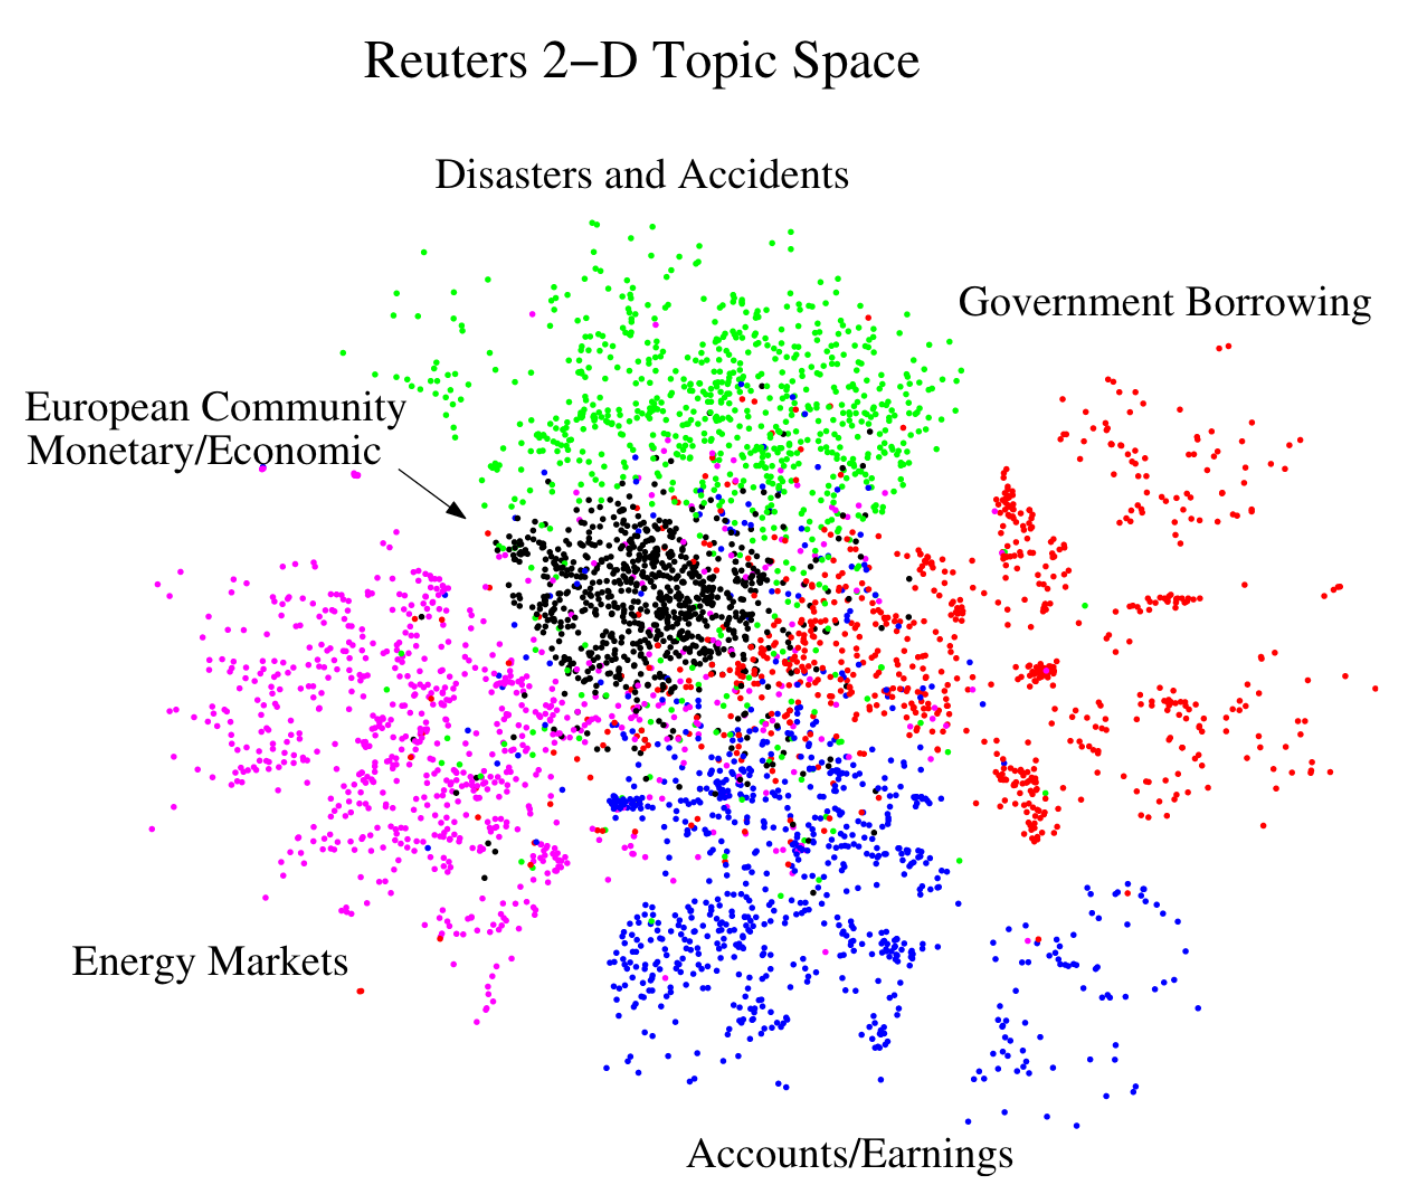 Reuters 2−D Topic Space
Disasters and Accidents
Government Borrowing
European Community
Monetary/Economic
Energy Markets
Accounts/Earnings